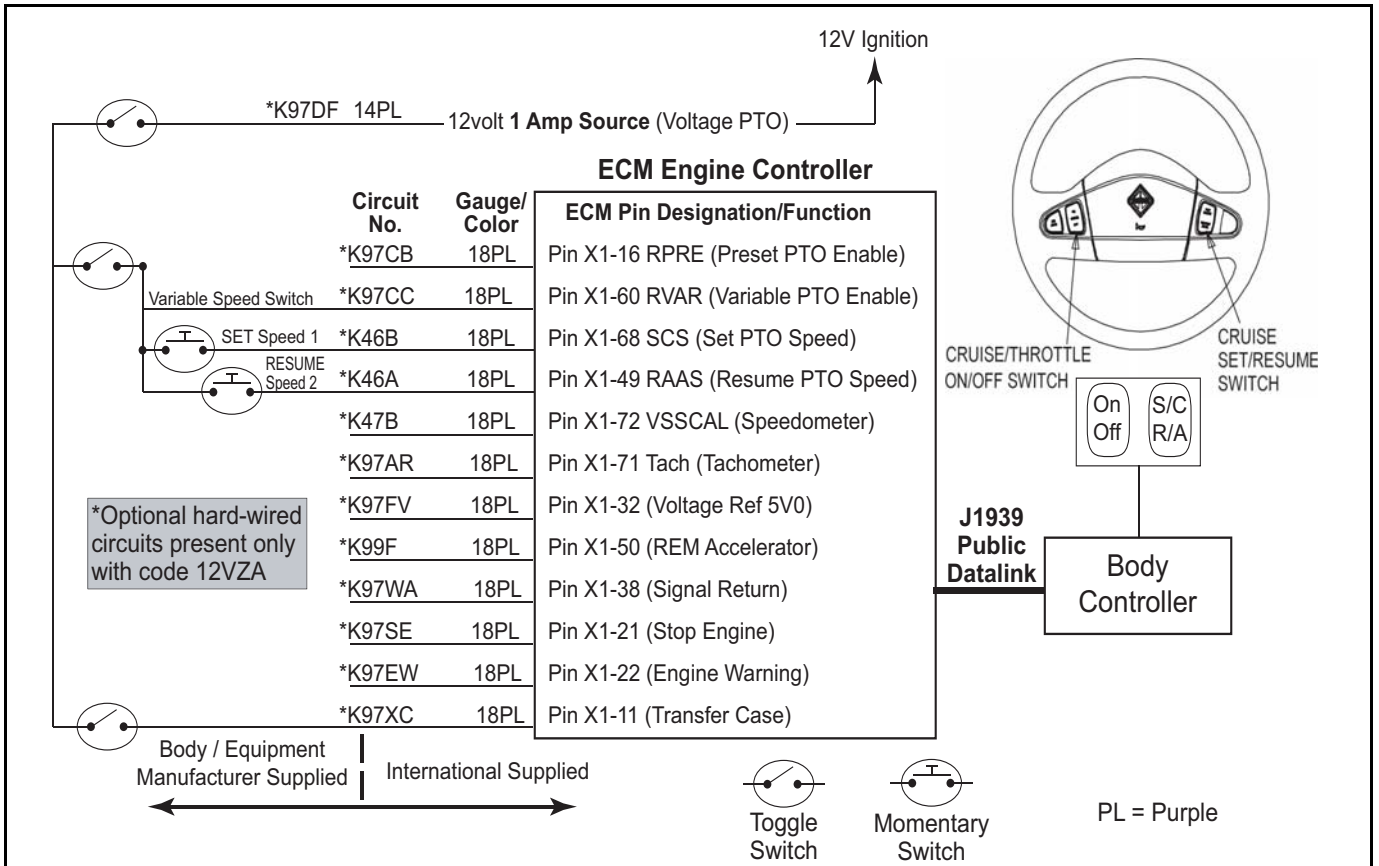 12V Ignition
*K97DF 14PL
12volt 1 Amp Source (Voltage PTO)
ECM Engine Controller
Circuit No.
Gauge/ Color
ECM Pin Designation/Function
*K97CB 18PL Pin X1-16 RPRE (Preset PTO Enable)
Variable Speed Switch *K97CC 18PL Pin X1-60 RVAR (Variable PTO Enable)
SET Speed 1 *K46B 18PL Pin X1-68 SCS (Set PTO Speed)
RESUME
Speed 2 *K46A 18PL Pin X1-49 RAAS (Resume PTO Speed)
*K47B 18PL Pin X1-72 VSSCAL (Speedometer)
*K97AR 18PL Pin X1-71 Tach (Tachometer)
*K97FV 18PL Pin X1-32 (Voltage Ref 5V0)
*K99F 18PL Pin X1-50 (REM Accelerator)
*K97WA 18PL Pin X1-38 (Signal Return)
*K97SE 18PL Pin X1-21 (Stop Engine)
*K97EW 18PL Pin X1-22 (Engine Warning)
*K97XC 18PL Pin X1-11 (Transfer Case)
*Optional hard-wired
circuits present only
with code 12VZA
CRUISE/THROTTLE
ON/OFF SWITCH
CRUISE
SET/RESUME
SWITCH
On
Off
S/C
R/A
J1939
Public
Datalink
Body
Controller
Body / Equipment
Manufacturer Supplied
International Supplied
Toggle
Switch
Momentary
Switch
PL = Purple